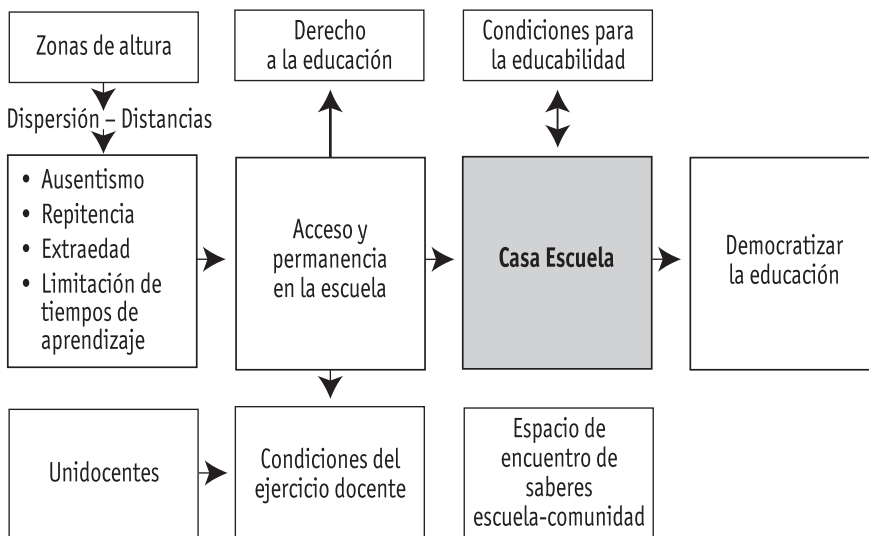 Zonas de altura
Derecho
a la educación
Condiciones para
la educabilidad
Dispersión – Distancias
• Ausentismo
• Repitencia
• Extraedad
• Limitación de
tiempos de
aprendizaje
Acceso y
permanencia
en la escuela
Casa Escuela
Democratizar
la educación
Unidocentes
Condiciones del
ejercicio docente
Espacio de
encuentro de
saberes
escuela-comunidad